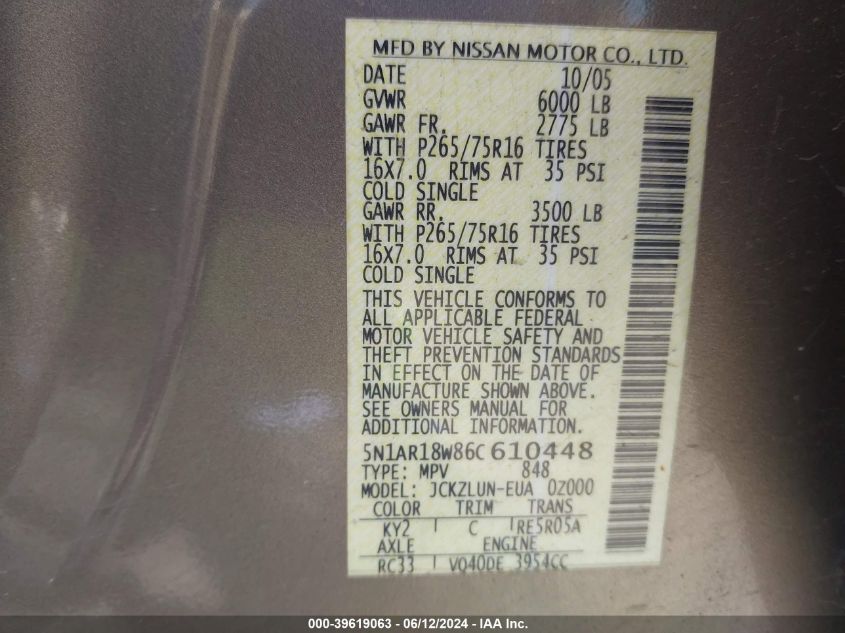 MFD BY NISSAN MOTOR CO., LTD.
DATE 10/05
GVWR 6000 LB
GAWR FR. 2775 LB
WITH P265/75R16 TIRES
16X7.0 RIMS AT 35 PSI
COLD SINGLE
GAWR RR. 3500 LB
WITH P265/75R16 TIRES
16X7.0 RIMS AT 35 PSI
COLD SINGLE
THIS VEHICLE CONFORMS TO
ALL APPLICABLE FEDERAL
MOTOR VEHICLE SAFETY AND
THEFT PREVENTION STANDARDS
IN EFFECT ON THE DATE OF
MANUFACTURE SHOWN ABOVE.
SEE OWNERS MANUAL FOR
ADDITIONAL INFORMATION.
5N1AR18W86C610448
TYPE: MPV 848
MODEL: JCKZLUN-EUA 0Z000
COLOR TRIM TRANS
KY2 C RE5R05A
AXLE ENGINE
RC33 VQ40DE 3954CC
000-39619063 - 06/12/2024 - IAA Inc.